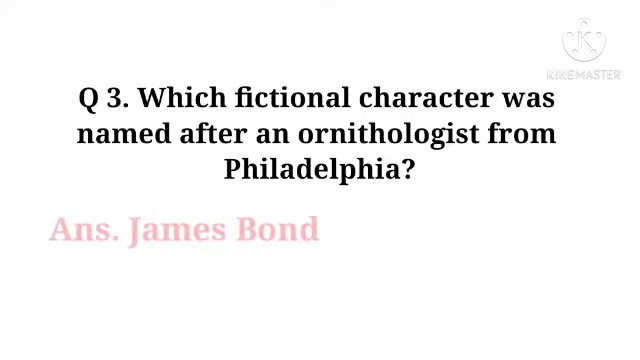 KINEMASTER
Q 3. Which fictional character was
named after an ornithologist from
Philadelphia?
Ans. James Bond